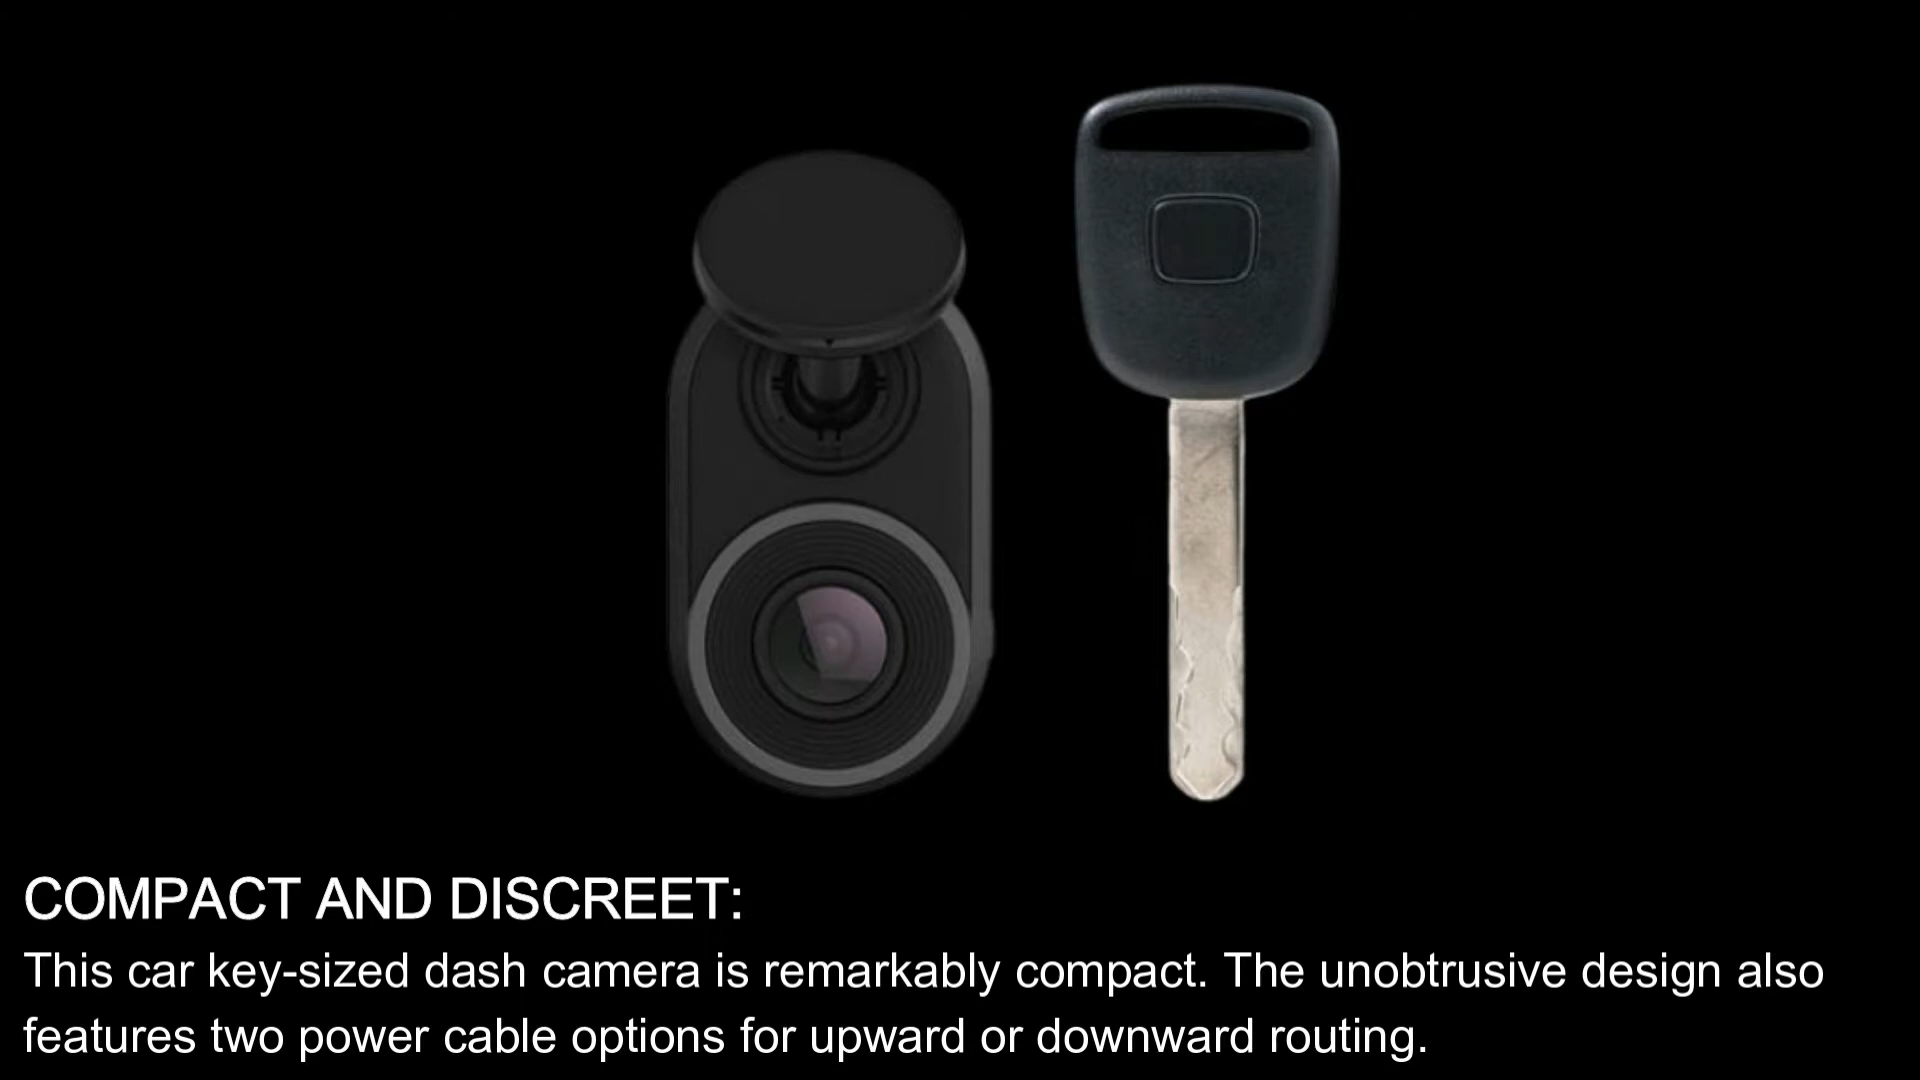 COMPACT AND DISCREET:
This car key-sized dash camera is remarkably compact. The unobtrusive design also
features two power cable options for upward or downward routing.